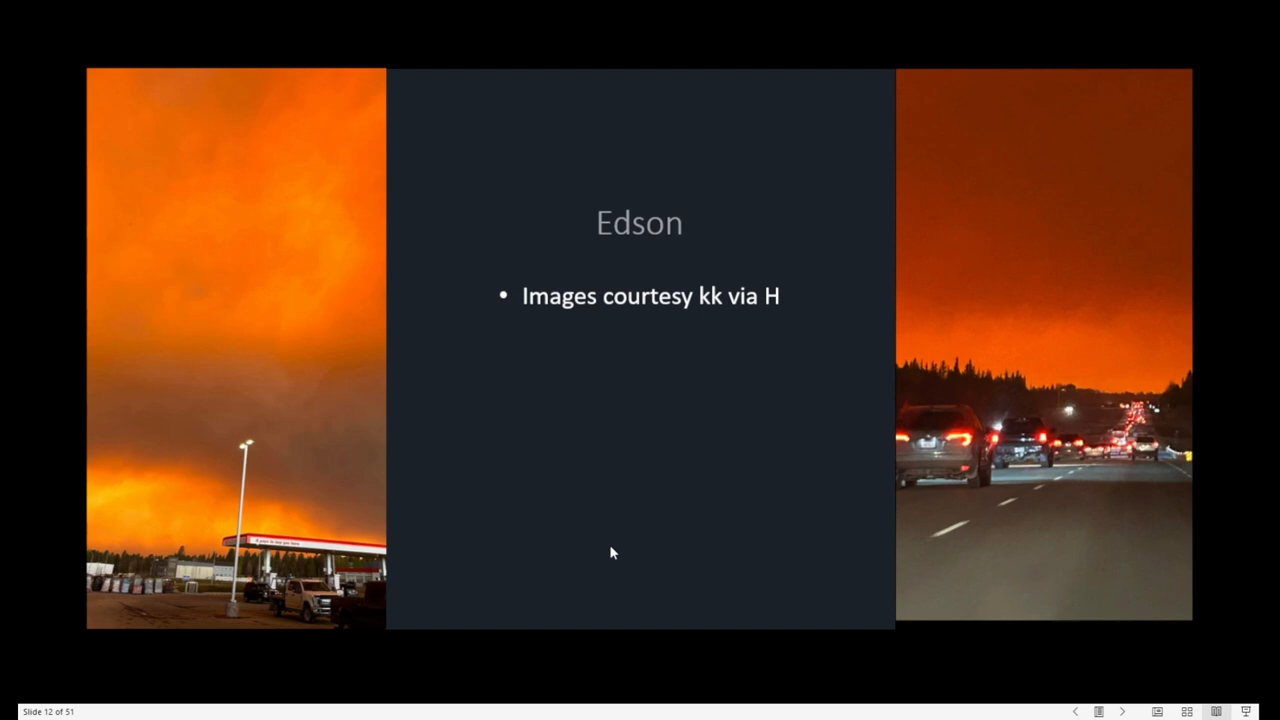 Edson
• Images courtesy kk via H
Slide 12 of 51